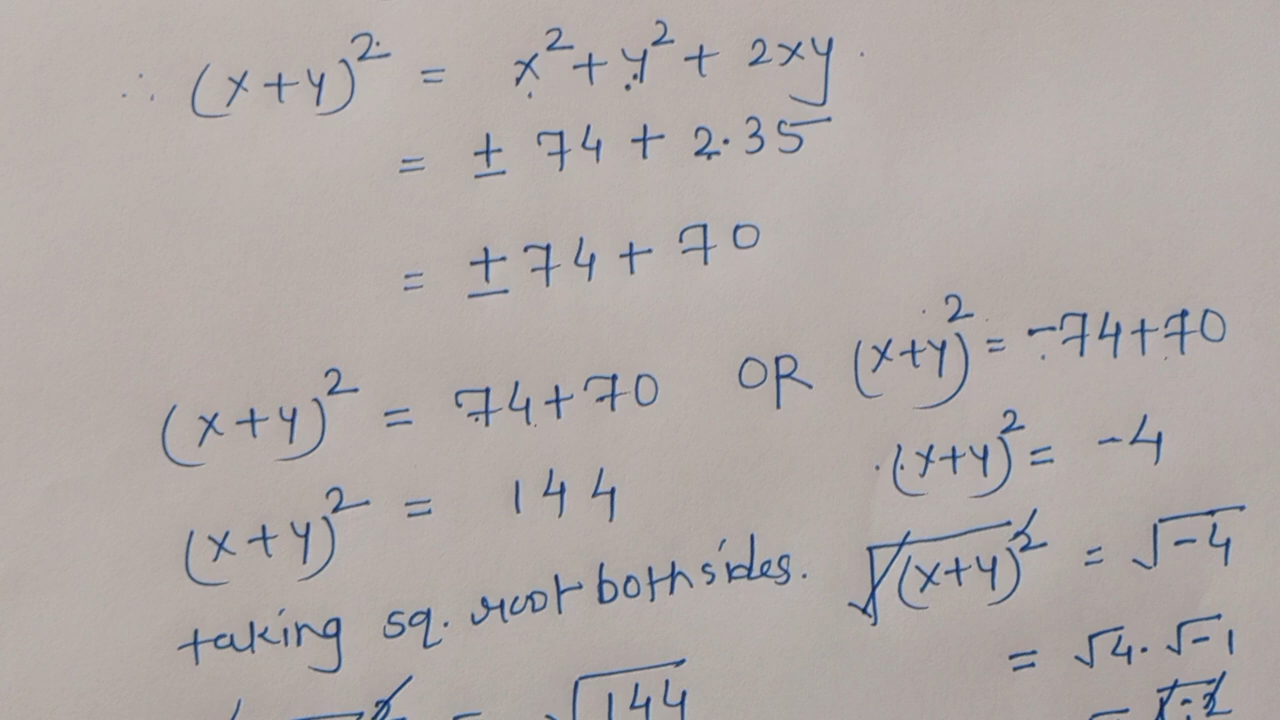 ∴ (x+y)² = x²+y²+ 2xy.
= ± 74 + 2.35
= ± 74 + 70
(x+y)² = 74+70 OR (x+y)² = -74+70
(x+y)² = 144 (x+y)² = -4
taking sq. root both sides. √(x+y)² = √-4
= √4. √-1
= √144